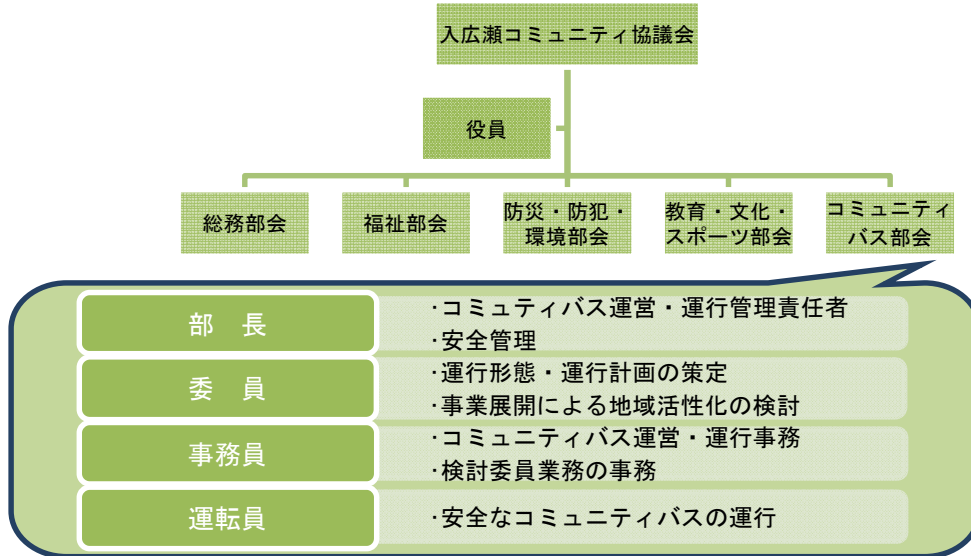 入広瀬コミュニティ協議会
役員
総務部会
福祉部会
防災・防犯・
環境部会
教育・文化・
スポーツ部会
コミュニティ
バス部会
部　長
・コミュティバス運営・運行管理責任者
・安全管理
委　員
・運行形態・運行計画の策定
・事業展開による地域活性化の検討
事務員
・コミュニティバス運営・運行事務
・検討委員業務の事務
運転員
・安全なコミュニティバスの運行